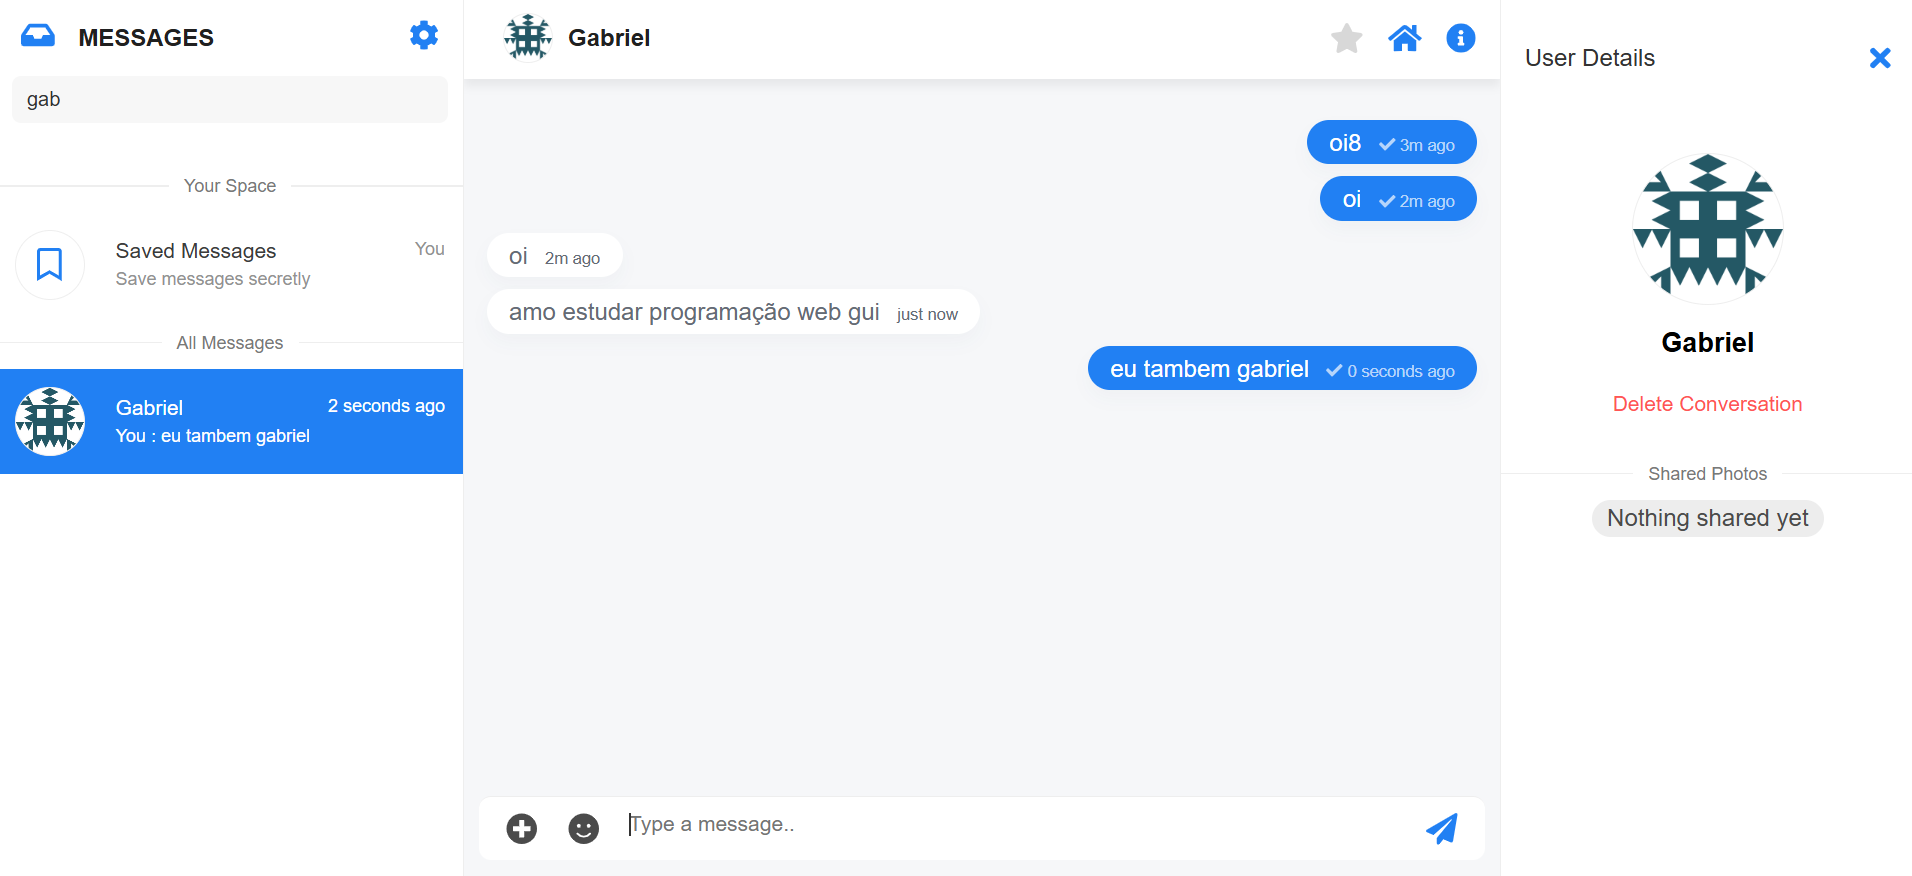 MESSAGES
gab
Your Space
Saved Messages
You
Save messages secretly
All Messages
Gabriel
2 seconds ago
You : eu tambem gabriel
Gabriel
oi8 3m ago
oi 2m ago
oi 2m ago
amo estudar programação web gui just now
eu tambem gabriel 0 seconds ago
Type a message..
User Details
Gabriel
Delete Conversation
Shared Photos
Nothing shared yet